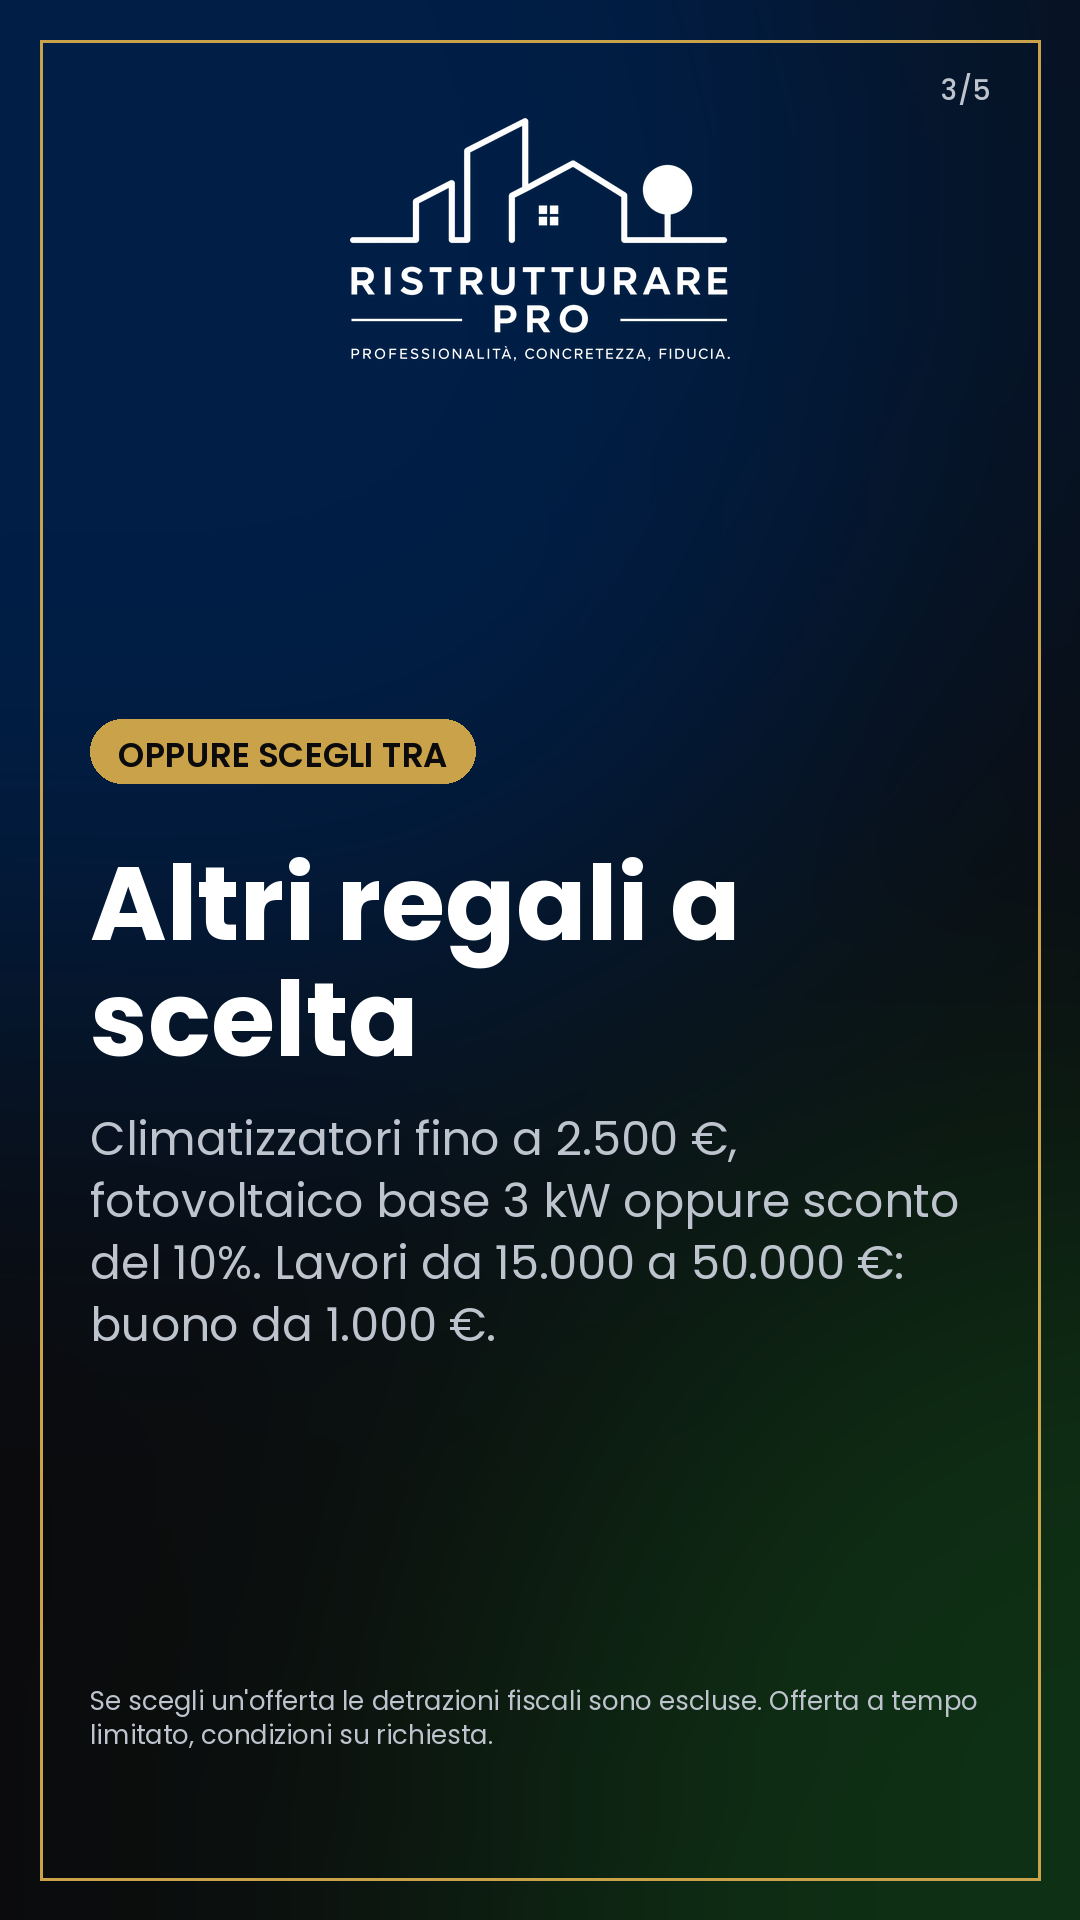 3/5
RISTRUTTURARE
PRO
PROFESSIONALITÀ, CONCRETEZZA, FIDUCIA.
OPPURE SCEGLI TRA
Altri regali a
scelta
Climatizzatori fino a 2.500 €,
fotovoltaico base 3 kW oppure sconto
del 10%. Lavori da 15.000 a 50.000 €:
buono da 1.000 €.
Se scegli un'offerta le detrazioni fiscali sono escluse. Offerta a tempo
limitato, condizioni su richiesta.